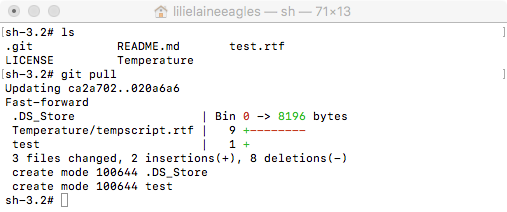 lilielaineeagles — sh — 71×13
[sh-3.2# ls
.git README.md test.rtf
LICENSE Temperature
[sh-3.2# git pull
Updating ca2a702..020a6a6
Fast-forward
.DS_Store | Bin 0 -> 8196 bytes
Temperature/tempscript.rtf | 9 +--------
test | 1 +
3 files changed, 2 insertions(+), 8 deletions(-)
create mode 100644 .DS_Store
create mode 100644 test
sh-3.2#